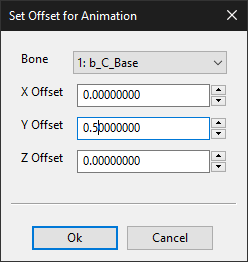 Set Offset for Animation
Bone 1: b_C_Base
X Offset 0.00000000
Y Offset 0.50000000
Z Offset 0.00000000
Ok Cancel